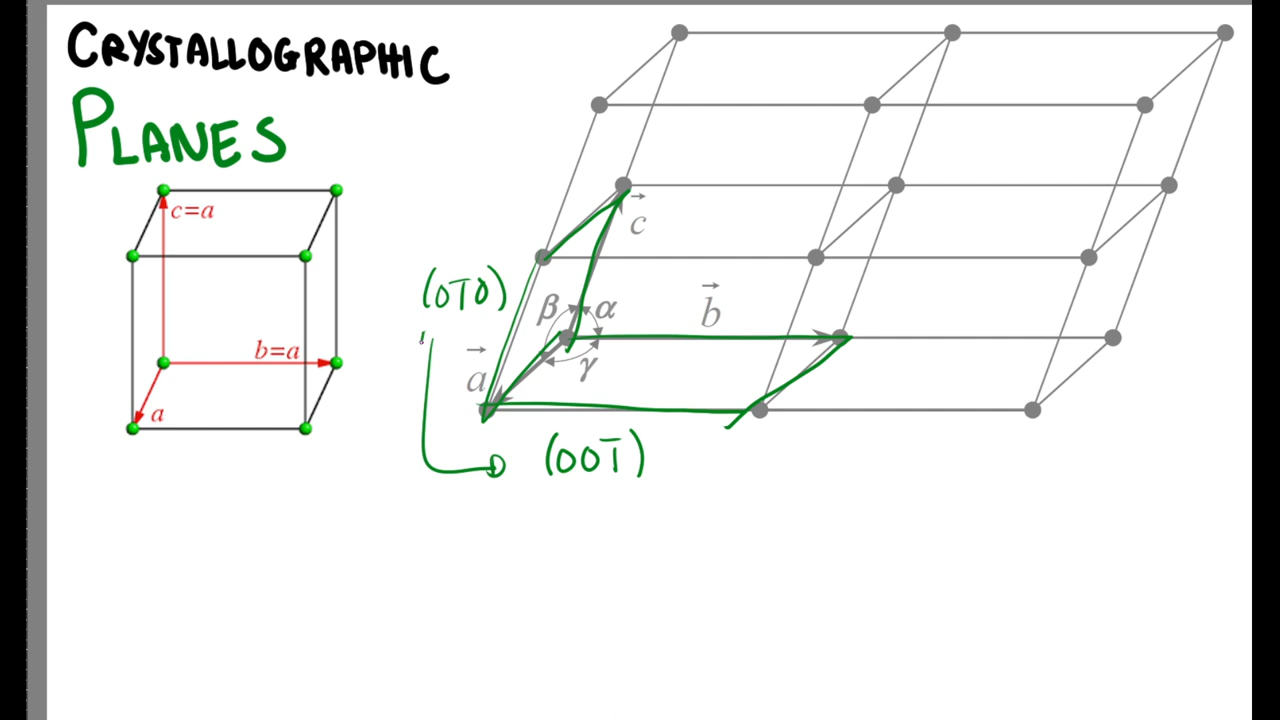 CRYSTALLOGRAPHIC
PLANES
c=a
b=a
a
(01̅0)
(001̅)
a⃗
b⃗
c⃗
β
α
γ